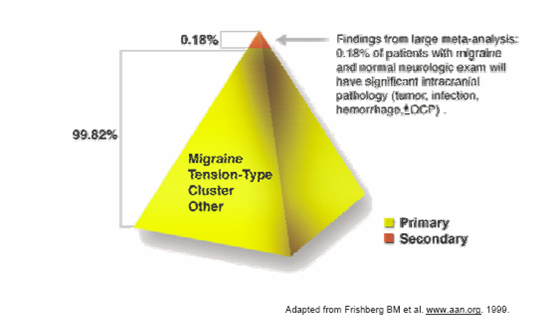 0.18%
Findings from large meta-analysis:
0.18% of patients with migraine
and normal neurologic exam will
have significant intracranial
pathology (tumor, infection,
hemorrhage,±OCP) .
99.82%
Migraine
Tension-Type
Cluster
Other
Primary
Secondary
Adapted from Frishberg BM et al. www.aan.org. 1999.